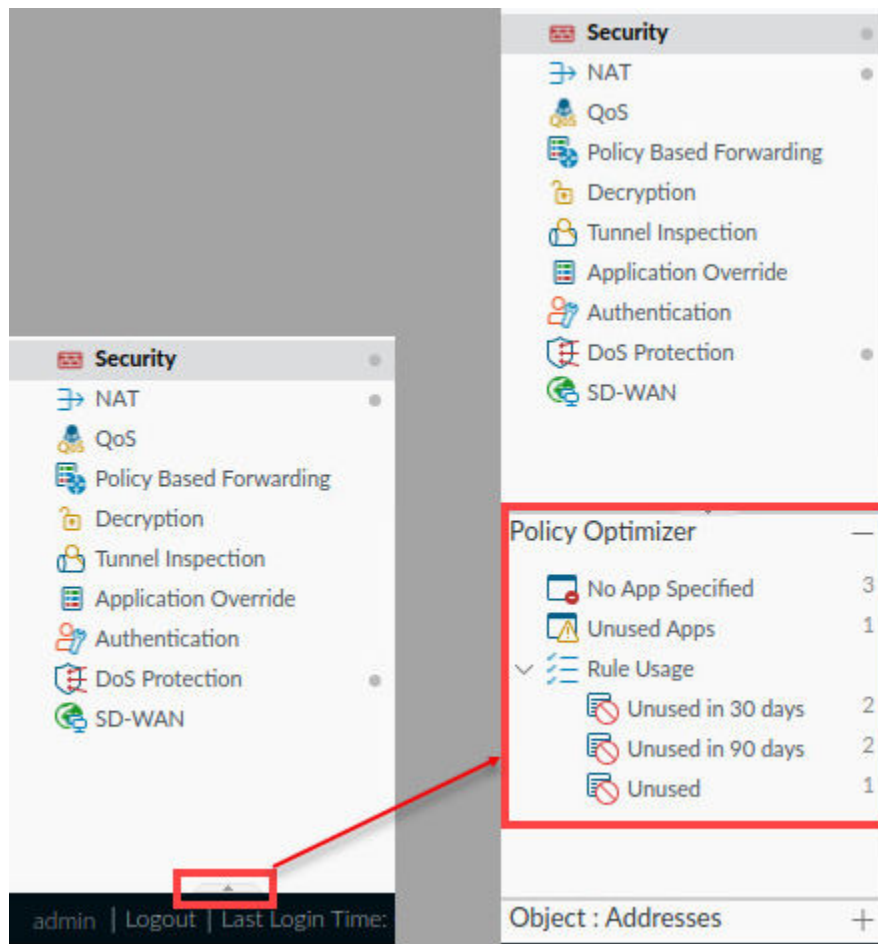 Security
NAT
QoS
Policy Based Forwarding
Decryption
Tunnel Inspection
Application Override
Authentication
DoS Protection
SD-WAN
admin | Logout | Last Login Time:
Security
NAT
QoS
Policy Based Forwarding
Decryption
Tunnel Inspection
Application Override
Authentication
DoS Protection
SD-WAN
Policy Optimizer
No App Specified 3
Unused Apps 1
Rule Usage
Unused in 30 days 2
Unused in 90 days 2
Unused 1
Object : Addresses